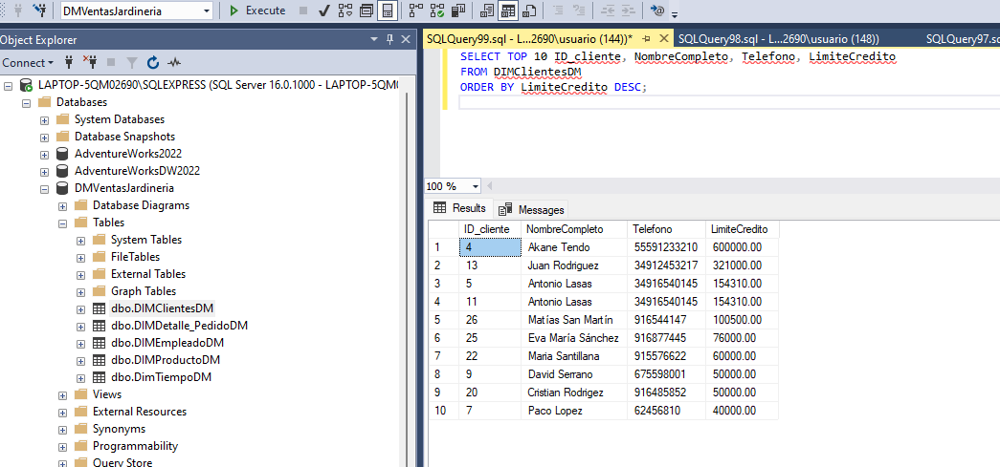 DMVentasJardineria
Execute
Object Explorer
Connect
LAPTOP-5QM02690\SQLEXPRESS (SQL Server 16.0.1000 - LAPTOP-5QM0
Databases
System Databases
Database Snapshots
AdventureWorks2022
AdventureWorksDW2022
DMVentasJardineria
Database Diagrams
Tables
System Tables
FileTables
External Tables
Graph Tables
dbo.DIMClientesDM
dbo.DIMDetalle_PedidoDM
dbo.DIMEmpleadoDM
dbo.DIMProductoDM
dbo.DimTiempoDM
Views
External Resources
Synonyms
Programmability
Query Store
SQLQuery99.sql - L...2690\usuario (144))* SQLQuery98.sql - L...2690\usuario (148)) SQLQuery97.sq
SELECT TOP 10 ID_cliente, NombreCompleto, Telefono, LimiteCredito
FROM DIMClientesDM
ORDER BY LimiteCredito DESC;
100 %
Results Messages
ID_cliente NombreCompleto Telefono LimiteCredito
1 4 Akane Tendo 55591233210 600000.00
2 13 Juan Rodriguez 34912453217 321000.00
3 5 Antonio Lasas 34916540145 154310.00
4 11 Antonio Lasas 34916540145 154310.00
5 26 Matías San Martín 916544147 100500.00
6 25 Eva María Sánchez 916877445 76000.00
7 22 Maria Santillana 915576622 60000.00
8 9 David Serrano 675598001 50000.00
9 20 Cristian Rodrigez 916485852 50000.00
10 7 Paco Lopez 62456810 40000.00